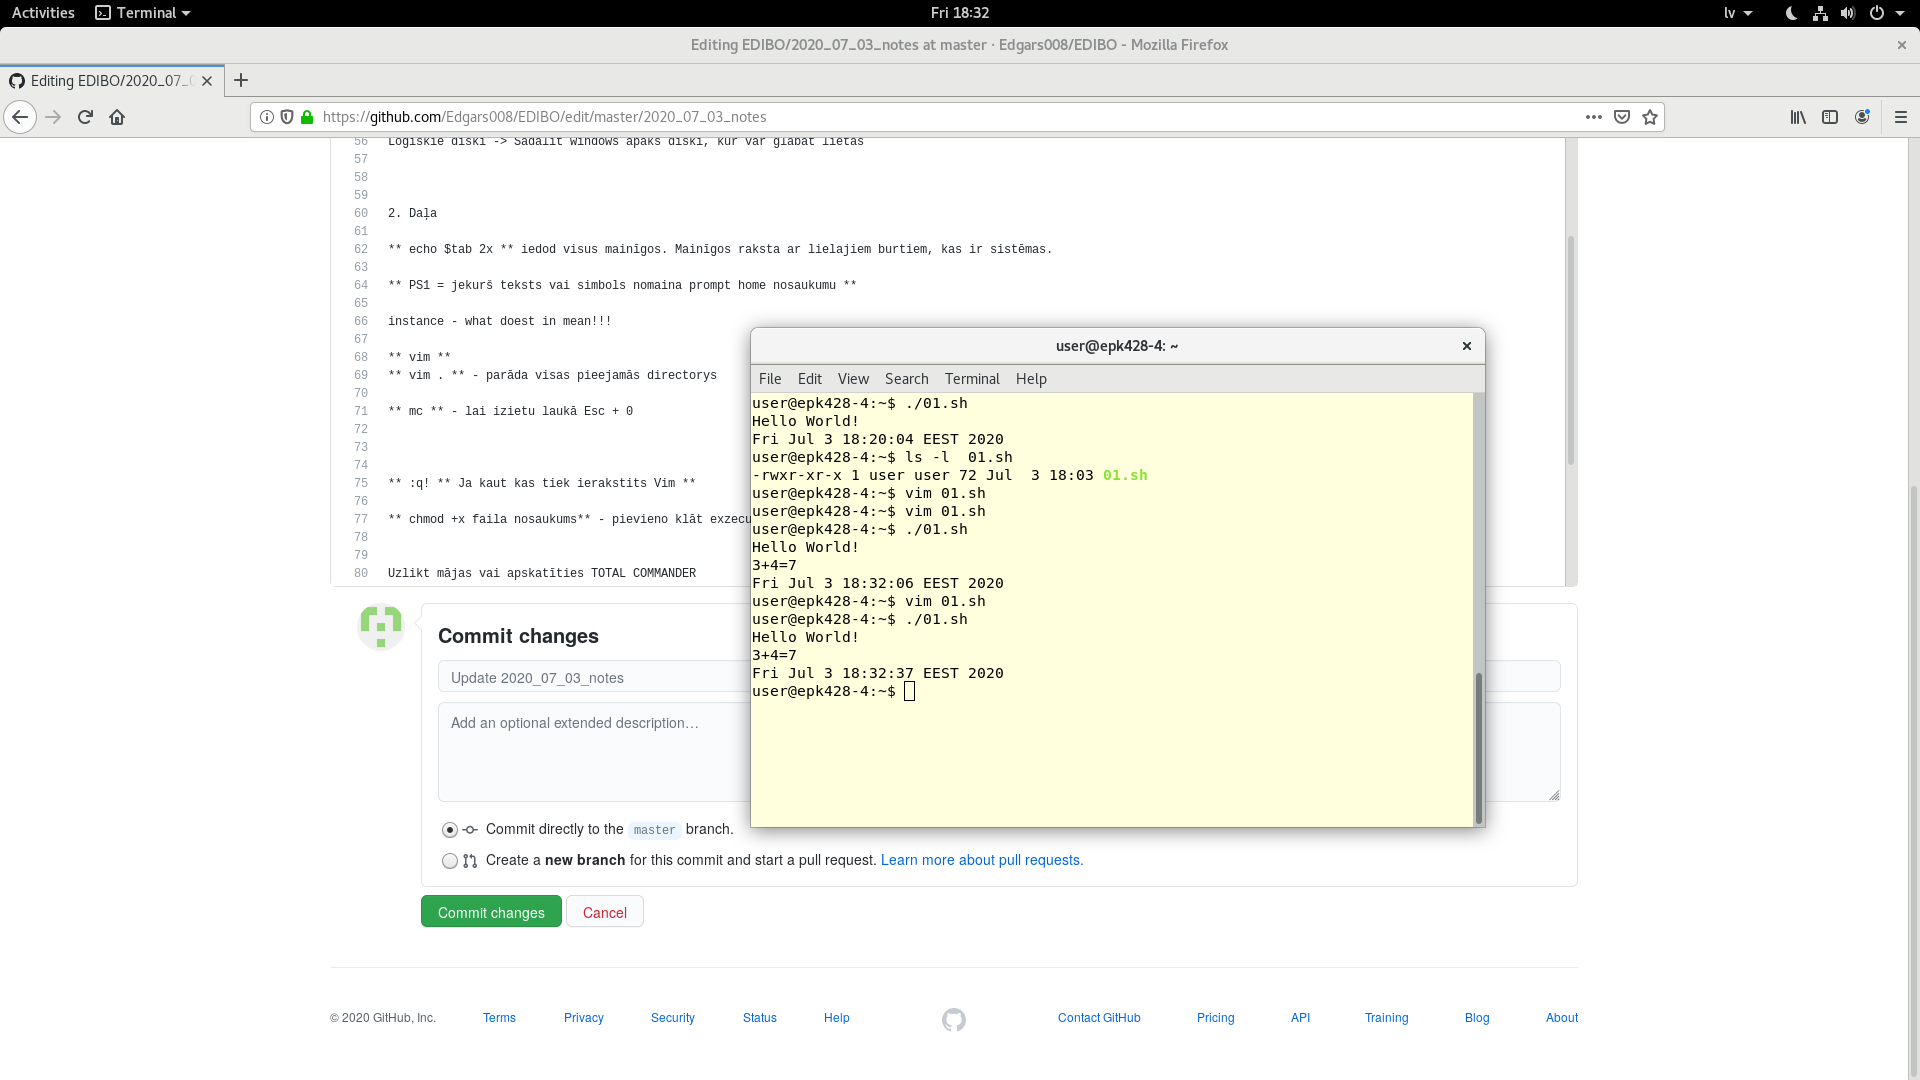 Activities Terminal Fri 18:32 lv
Editing EDIBO/2020_07_03_notes at master · Edgars008/EDIBO - Mozilla Firefox
Editing EDIBO/2020_07_0
https://github.com/Edgars008/EDIBO/edit/master/2020_07_03_notes
56 Logiskie diski -> Sadalit windows apakš diski, kur var glabat lietas
57
58
59
60 2. Daļa
61
62 ** echo $tab 2x ** iedod visus mainīgos. Mainīgos raksta ar lielajiem burtiem, kas ir sistēmas.
63
64 ** PS1 = jekurš teksts vai simbols nomaina prompt home nosaukumu **
65
66 instance - what doest in mean!!!
67
68 ** vim **
69 ** vim . ** - parāda visas pieejamās directorys
70
71 ** mc ** - lai izietu laukā Esc + 0
72
73
74
75 ** :q! ** Ja kaut kas tiek ierakstits Vim **
76
77 ** chmod +x faila nosaukums** - pievieno klāt exzecu
78
79
80 Uzlikt mājas vai apskatīties TOTAL COMMANDER
user@epk428-4: ~
File Edit View Search Terminal Help
user@epk428-4:~$ ./01.sh
Hello World!
Fri Jul 3 18:20:04 EEST 2020
user@epk428-4:~$ ls -l  01.sh
-rwxr-xr-x 1 user user 72 Jul  3 18:03 01.sh
user@epk428-4:~$ vim 01.sh
user@epk428-4:~$ vim 01.sh
user@epk428-4:~$ ./01.sh
Hello World!
3+4=7
Fri Jul 3 18:32:06 EEST 2020
user@epk428-4:~$ vim 01.sh
user@epk428-4:~$ ./01.sh
Hello World!
3+4=7
Fri Jul 3 18:32:37 EEST 2020
user@epk428-4:~$
Commit changes
Update 2020_07_03_notes
Add an optional extended description…
Commit directly to the master branch.
Create a new branch for this commit and start a pull request. Learn more about pull requests.
Commit changes Cancel
© 2020 GitHub, Inc. Terms Privacy Security Status Help Contact GitHub Pricing API Training Blog About